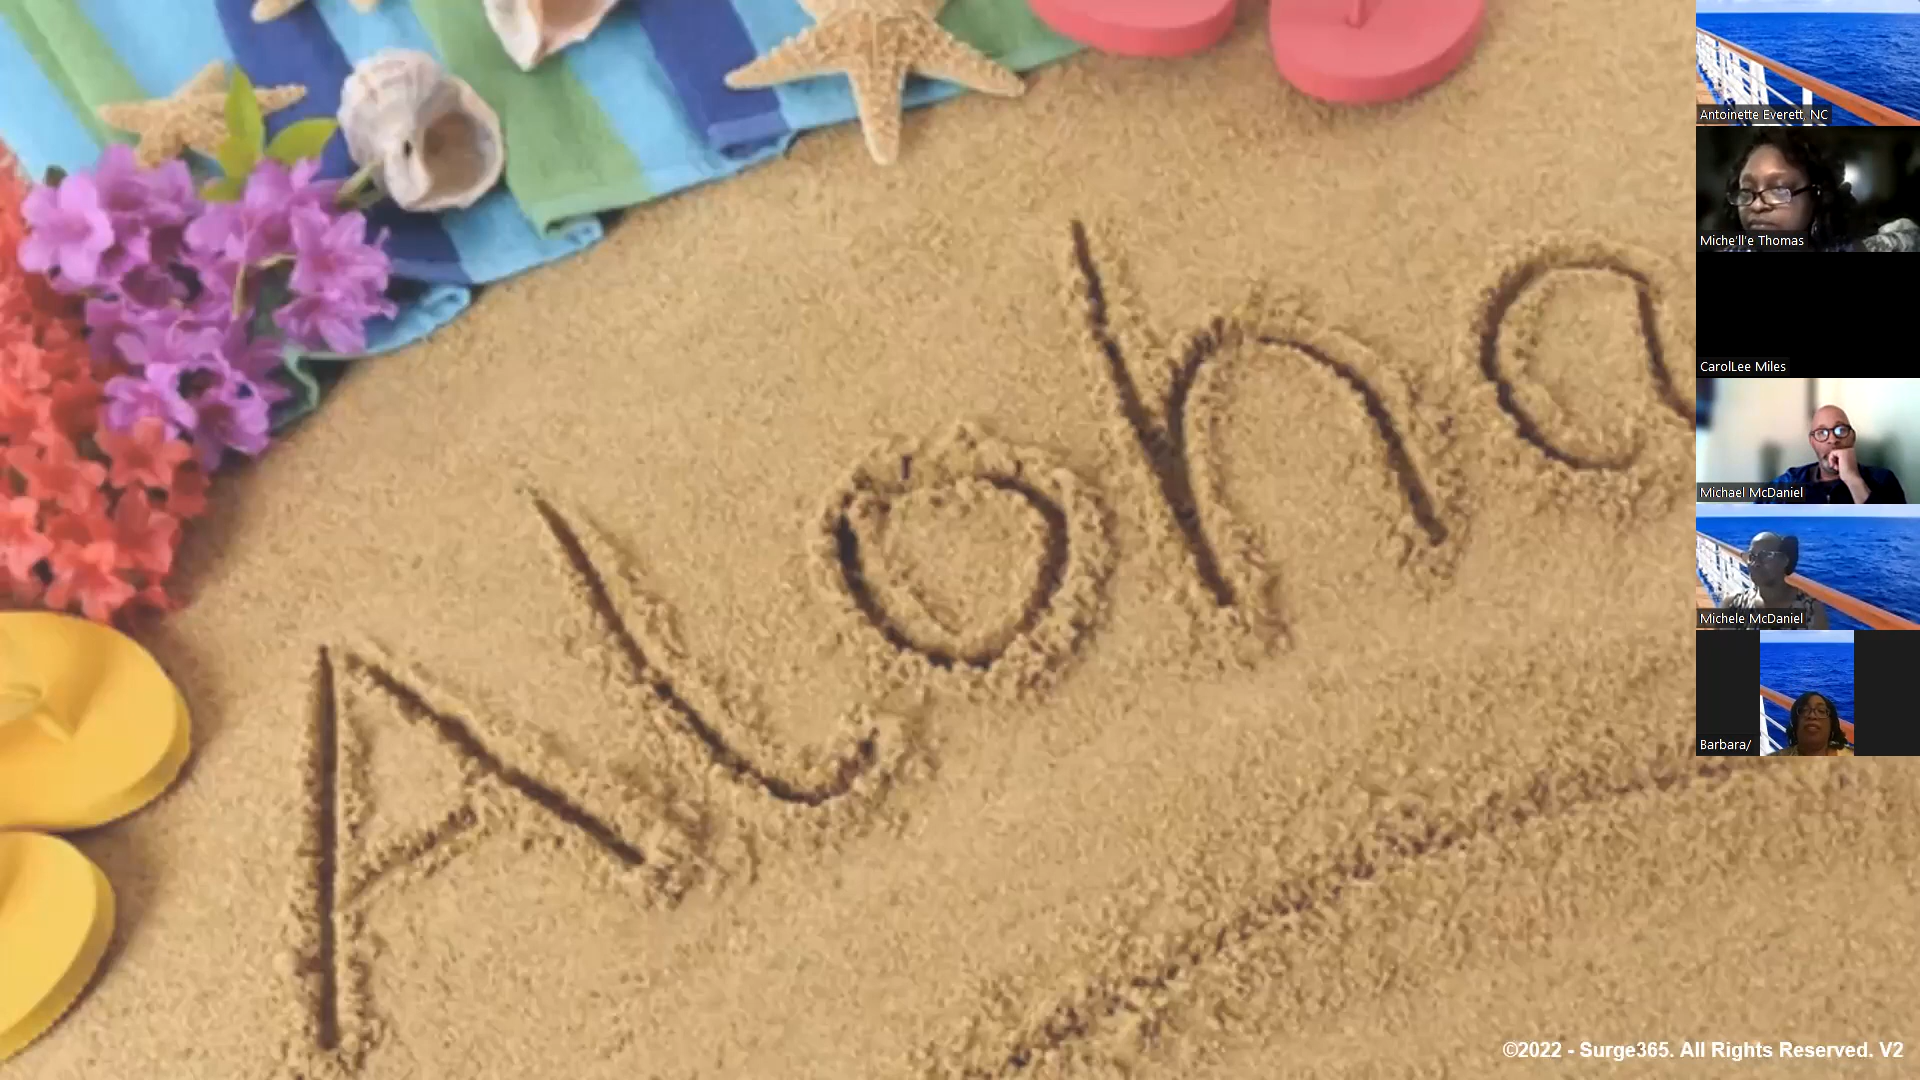 Aloha
Antoinette Everett, NC
Miche'll'e Thomas
CarolLee Miles
Michael McDaniel
Michele McDaniel
Barbara/
©2022 - Surge365. All Rights Reserved. V2